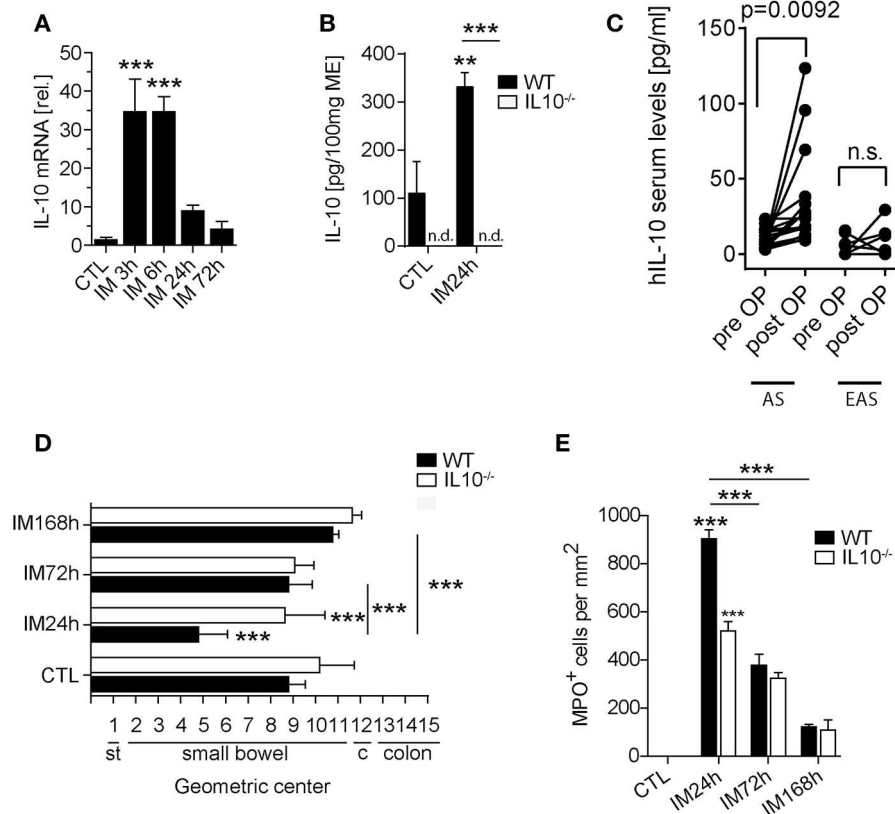 A
IL-10 mRNA [rel.]
50
40
30
20
10
0
***
***
CTL
IM 3h
IM 6h
IM 24h
IM 72h
B
IL-10 [pg/100mg ME]
400
300
200
100
0
***
**
n.d.
n.d.
CTL
IM24h
WT
IL10-/-
C
p=0.0092
hIL-10 serum levels [pg/ml]
150
100
50
0
n.s.
pre OP
post OP
pre OP
post OP
AS
EAS
D
WT
IL10-/-
IM168h
IM72h
IM24h
CTL
***
***
***
***
1 2 3 4 5 6 7 8 9 10 11 12 13 14 15
st small bowel c colon
Geometric center
E
MPO+ cells per mm2
1000
800
600
400
200
0
***
***
***
***
WT
IL10-/-
CTL
IM24h
IM72h
IM168h